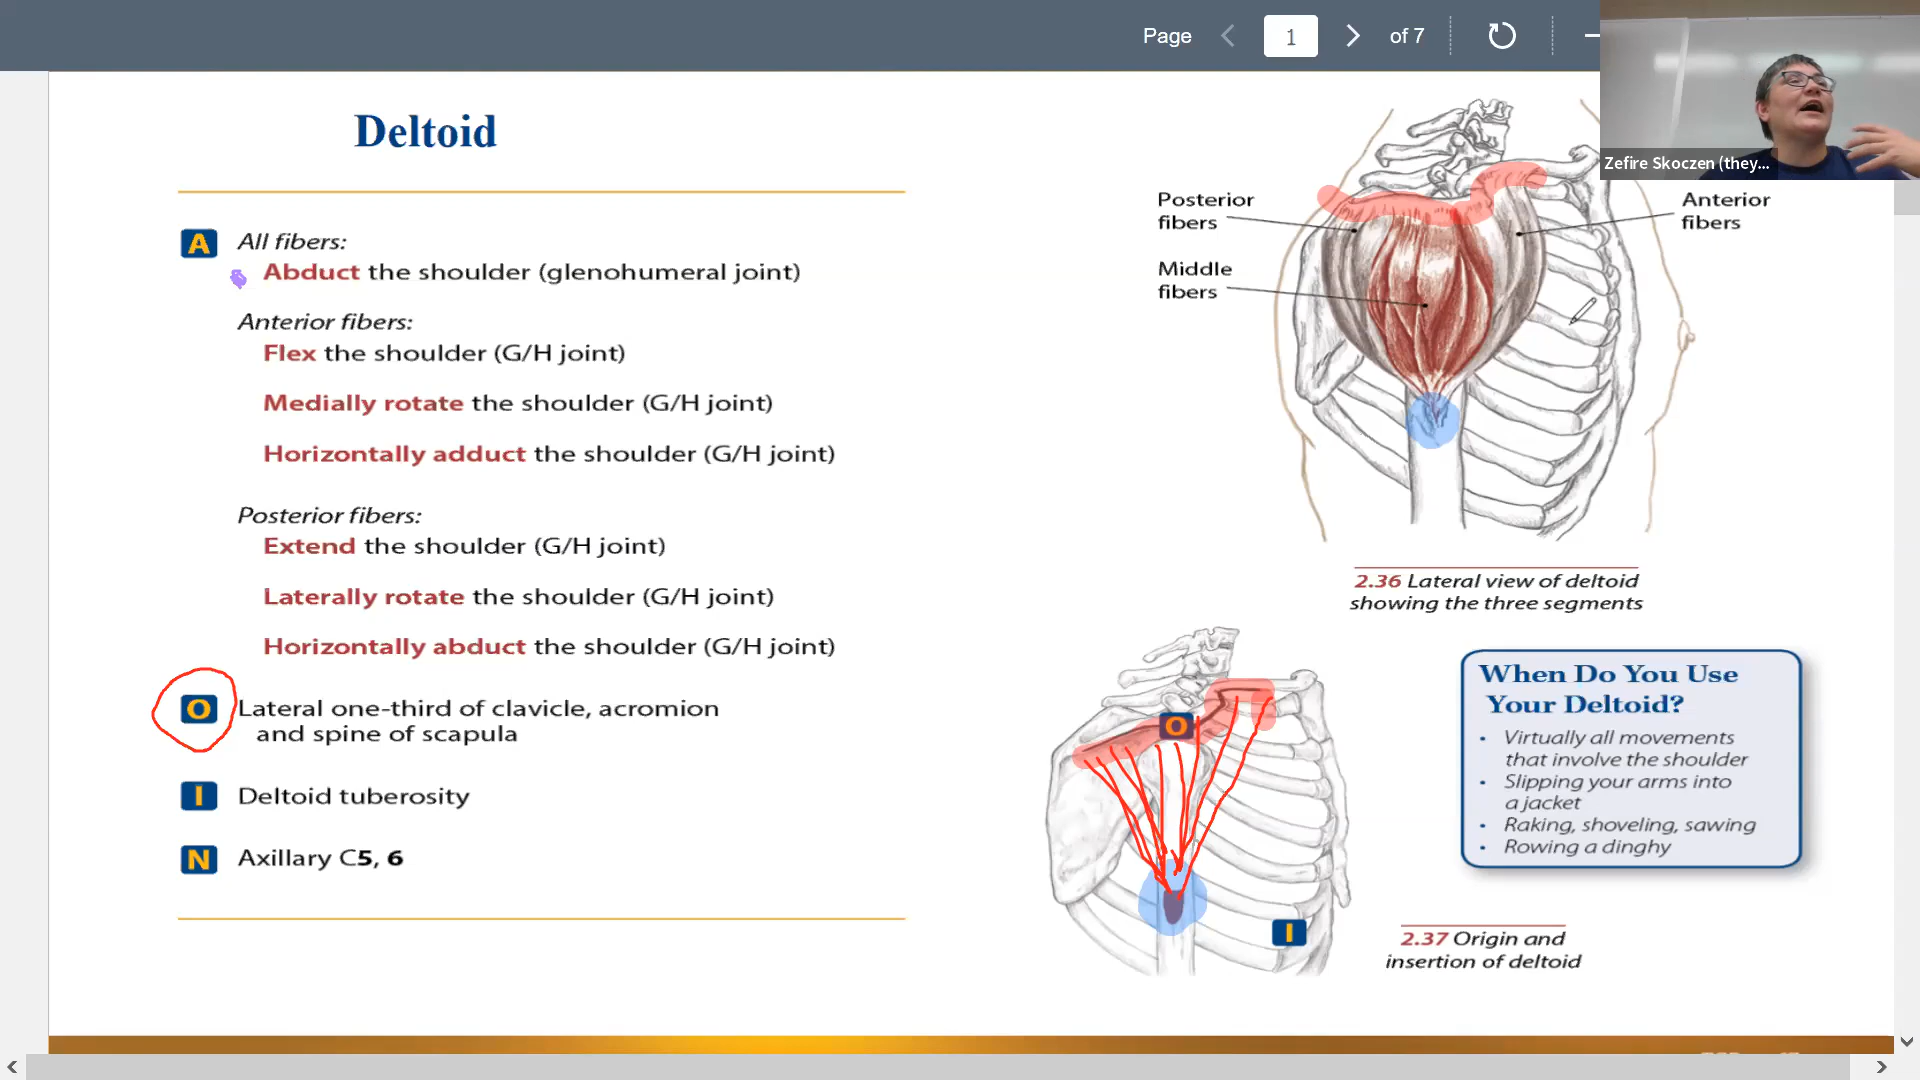 Page
1
of 7
Zefire Skoczen (they...
Deltoid
A
All fibers:
Abduct the shoulder (glenohumeral joint)
Anterior fibers:
Flex the shoulder (G/H joint)
Medially rotate the shoulder (G/H joint)
Horizontally adduct the shoulder (G/H joint)
Posterior fibers:
Extend the shoulder (G/H joint)
Laterally rotate the shoulder (G/H joint)
Horizontally abduct the shoulder (G/H joint)
O
Lateral one-third of clavicle, acromion
and spine of scapula
I
Deltoid tuberosity
N
Axillary C5, 6
Posterior
fibers
Middle
fibers
Anterior
fibers
2.36 Lateral view of deltoid
showing the three segments
O
I
When Do You Use
Your Deltoid?
• Virtually all movements
that involve the shoulder
• Slipping your arms into
a jacket
• Raking, shoveling, sawing
• Rowing a dinghy
2.37 Origin and
insertion of deltoid